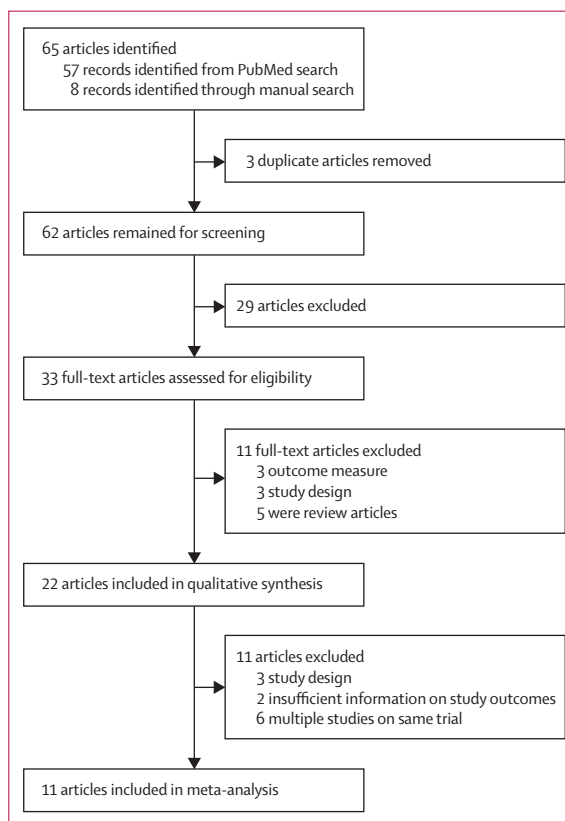 65 articles identified
57 records identified from PubMed search
8 records identified through manual search
3 duplicate articles removed
62 articles remained for screening
29 articles excluded
33 full-text articles assessed for eligibility
11 full-text articles excluded
3 outcome measure
3 study design
5 were review articles
22 articles included in qualitative synthesis
11 articles excluded
3 study design
2 insufficient information on study outcomes
6 multiple studies on same trial
11 articles included in meta-analysis